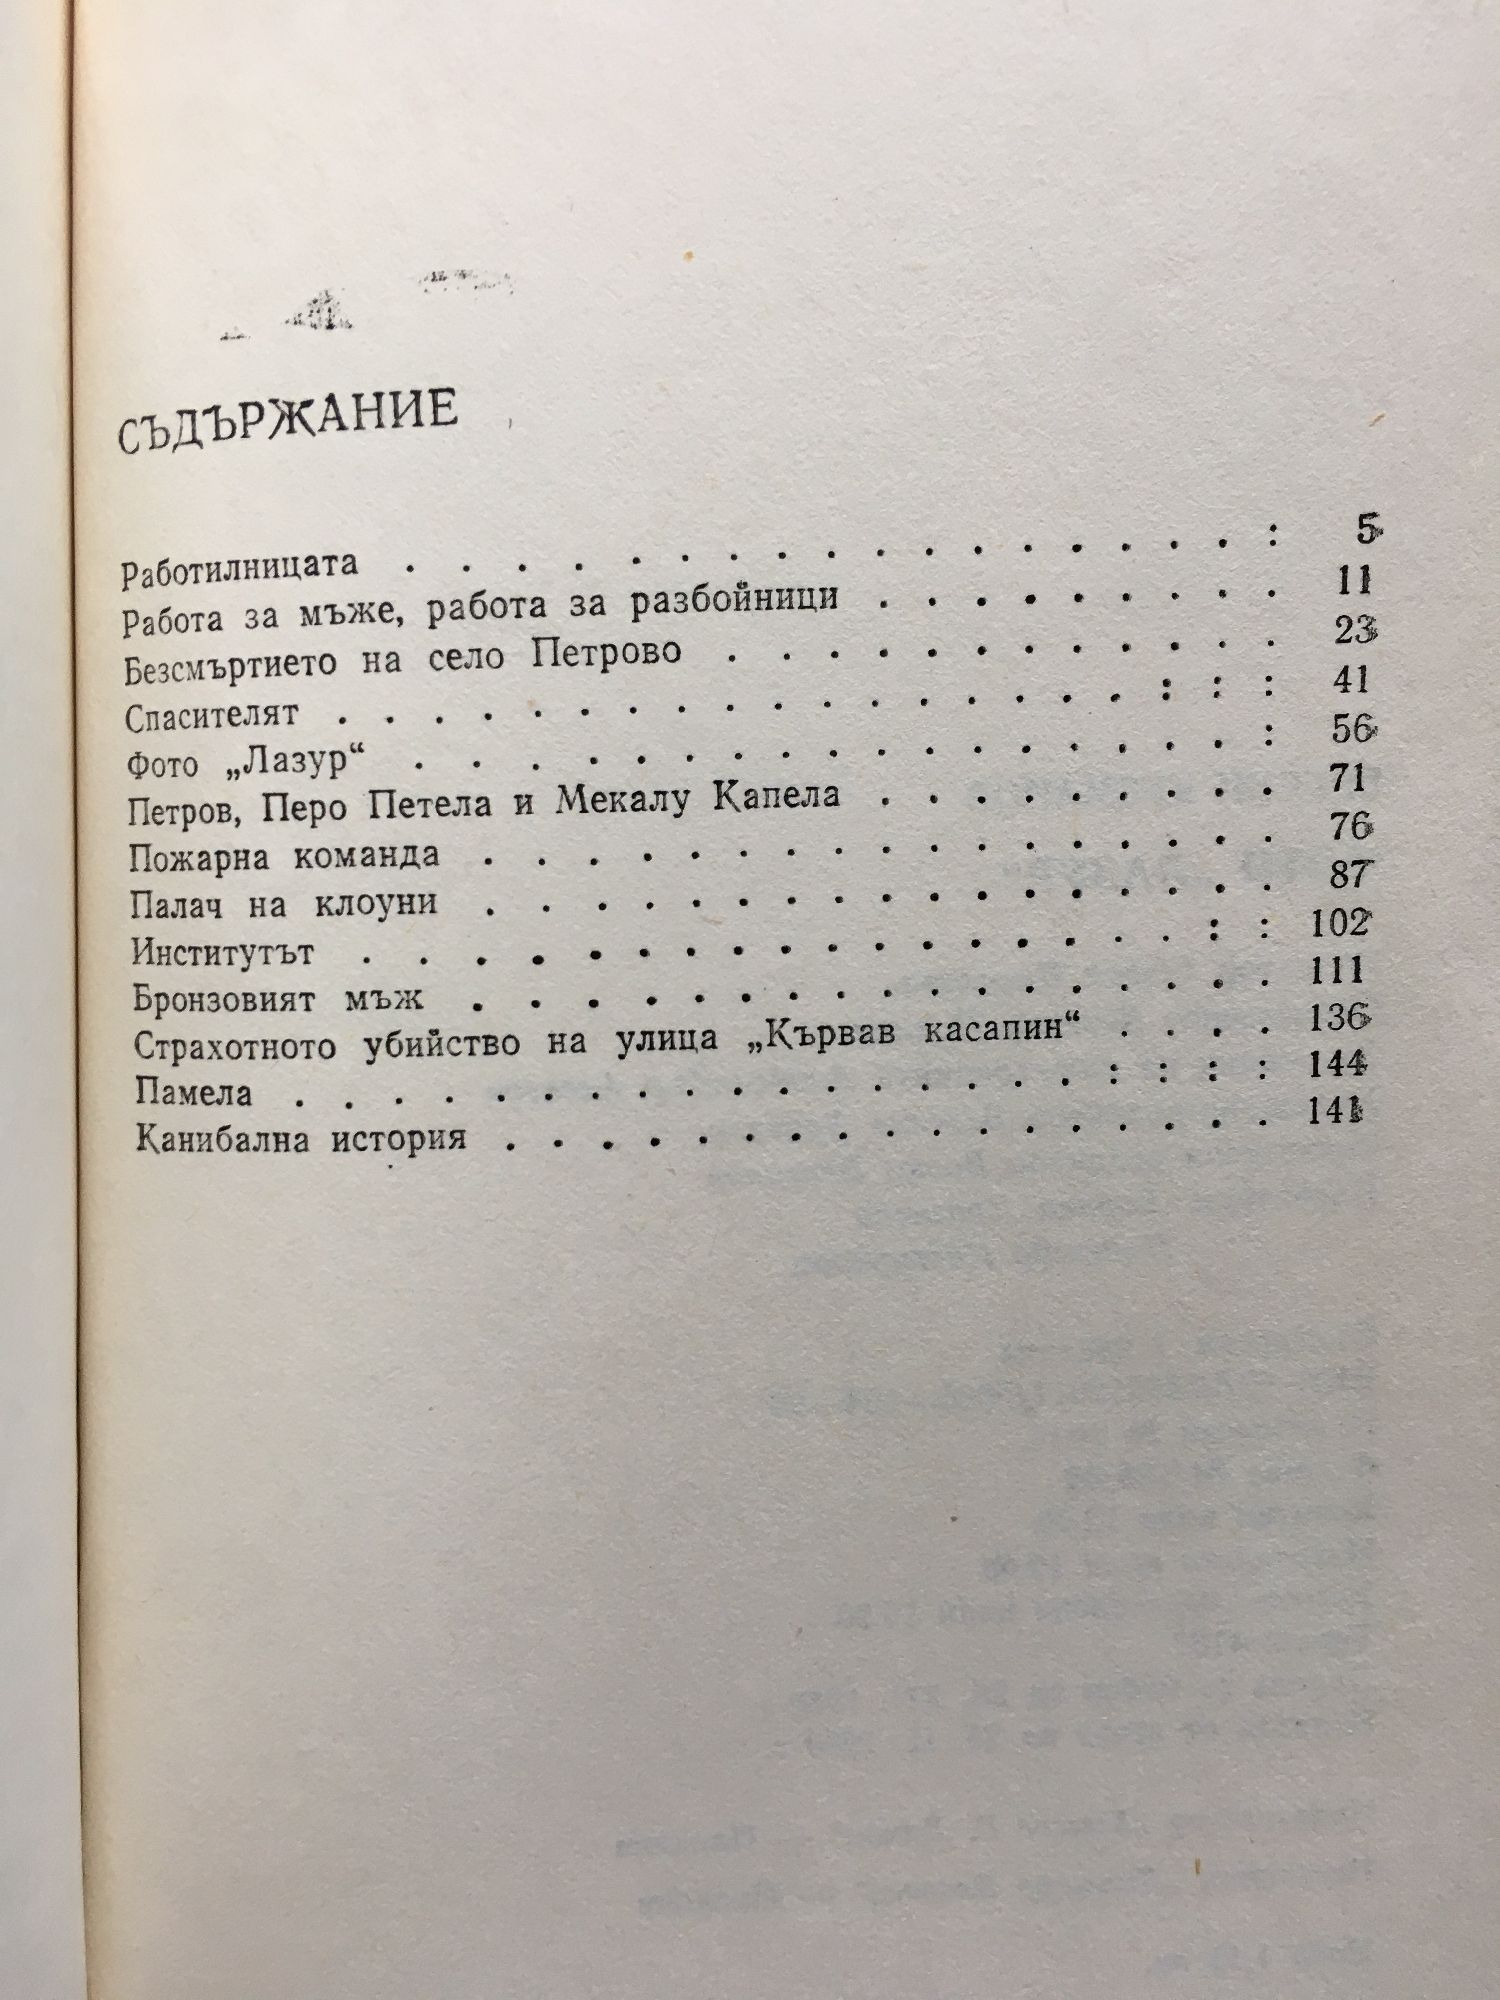 СЪДЪРЖАНИЕ
Работилницата . . . . . . . . . . . . . . . . : 5
Работа за мъже, работа за разбойници . . . . . . . . . 11
Безсмъртието на село Петрово . . . . . . . . . . . . 23
Спасителят . . . . . . . . . . . . . . . . . : : : 41
Фото „Лазур“ . . . . . . . . . . . . . . . . : 56
Петров, Перо Петела и Мекалу Капела . . . . . . . . . 71
Пожарна команда . . . . . . . . . . . . . . . . 76
Палач на клоуни . . . . . . . . . . . . . . . . 87
Институтът . . . . . . . . . . . . . . . . . : : 102
Бронзовият мъж . . . . . . . . . . . . . . . . 111
Страхотното убийство на улица „Кървав касапин“ . . . . 136
Памела . . . . . . . . . . . . . . . . . : : : : 144
Канибална история . . . . . . . . . . . . . . . . 141